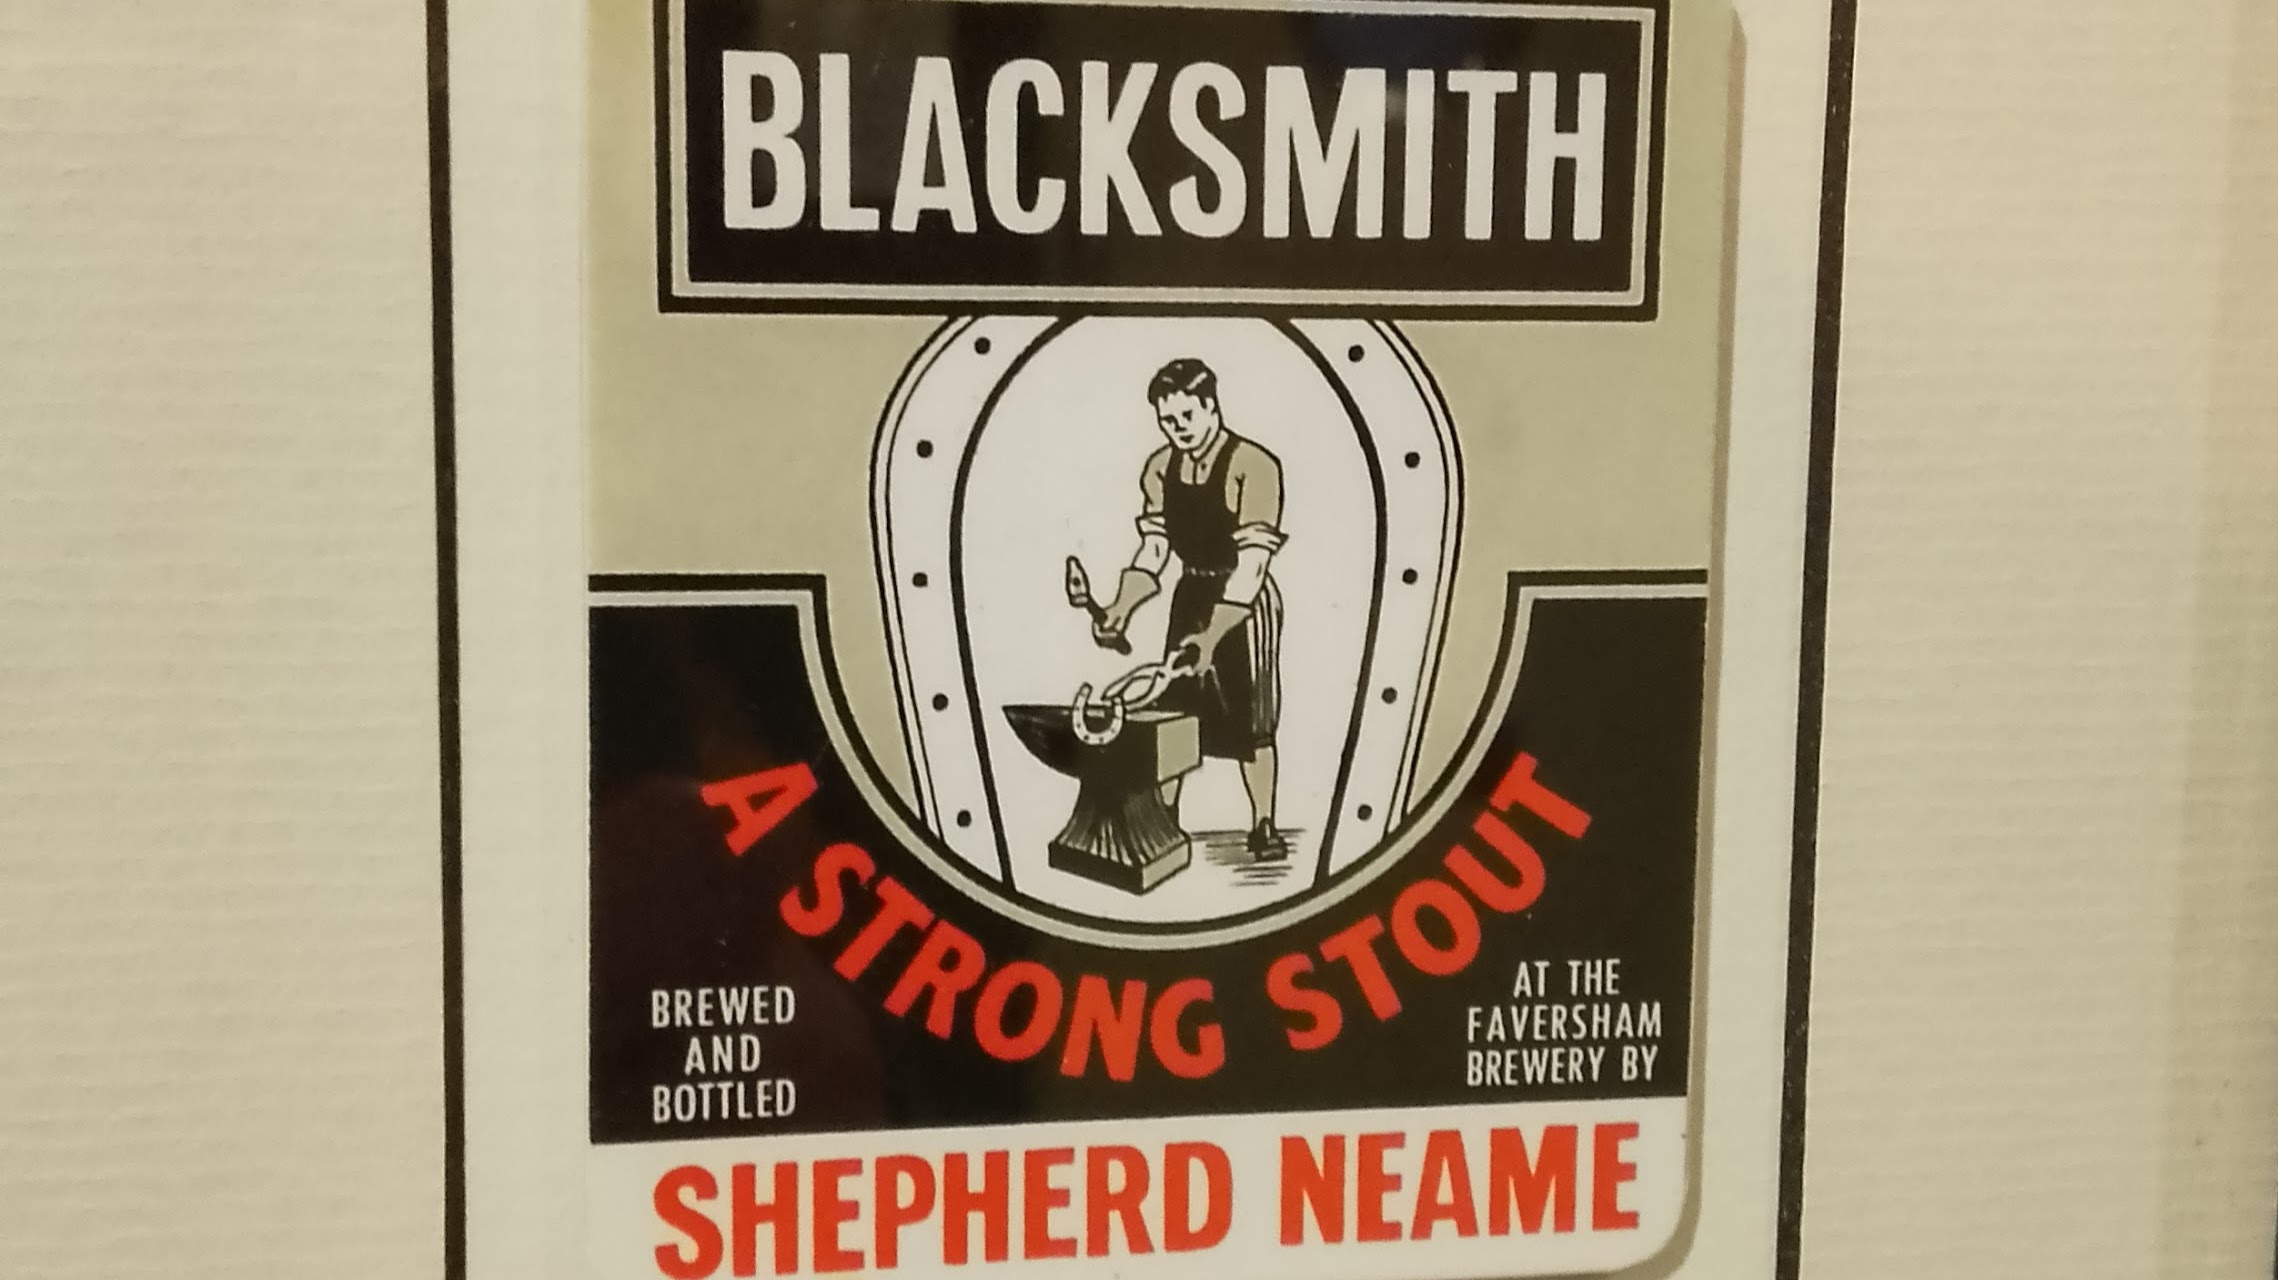 BLACKSMITH
A STRONG STOUT
BREWED
AND
BOTTLED
AT THE
FAVERSHAM
BREWERY BY
SHEPHERD NEAME